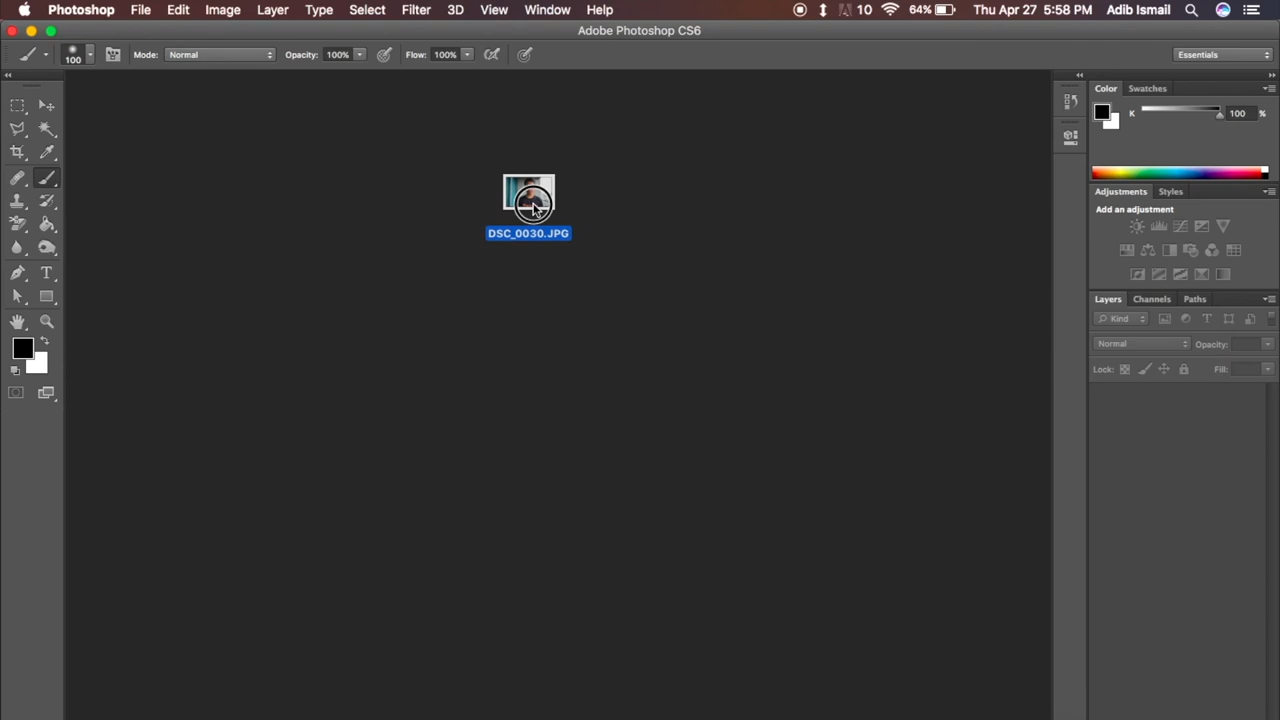 Photoshop File Edit Image Layer Type Select Filter 3D View Window Help 10 64% Thu Apr 27 5:58 PM Adib Ismail
Adobe Photoshop CS6
100 Mode: Normal Opacity: 100% Flow: 100% Essentials
Color Swatches
K 100 %
DSC_0030.JPG
Adjustments Styles
Add an adjustment
T
Layers Channels Paths
Kind T
Normal Opacity:
Lock: Fill: